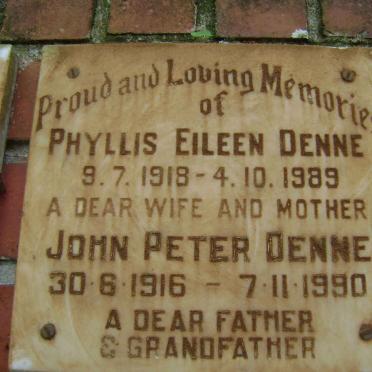 Proud and Loving Memories
of
PHYLLIS EILEEN DENNE
9.7.1918 - 4.10.1989
A DEAR WIFE AND MOTHER
JOHN PETER DENNE
30·6·1916 - 7·11·1990
A DEAR FATHER
& GRANDFATHER